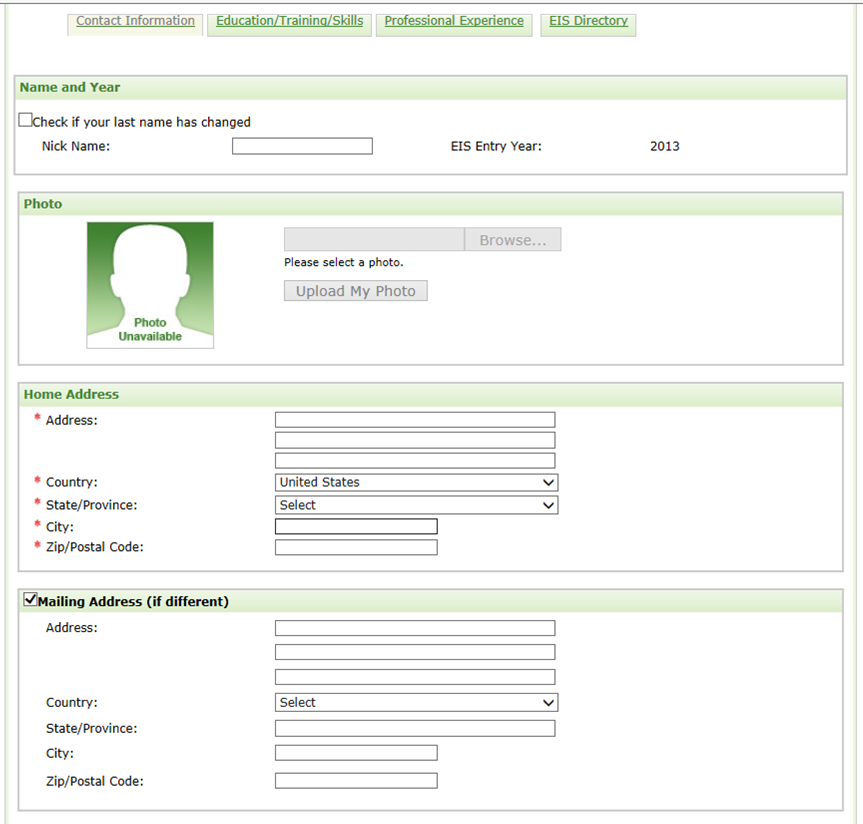 Contact Information Education/Training/Skills Professional Experience EIS Directory
Name and Year
Check if your last name has changed
Nick Name: EIS Entry Year: 2013
Photo
Photo
Unavailable
Browse...
Please select a photo.
Upload My Photo
Home Address
* Address:
* Country: United States
* State/Province: Select
* City:
* Zip/Postal Code:
Mailing Address (if different)
Address:
Country: Select
State/Province:
City:
Zip/Postal Code: